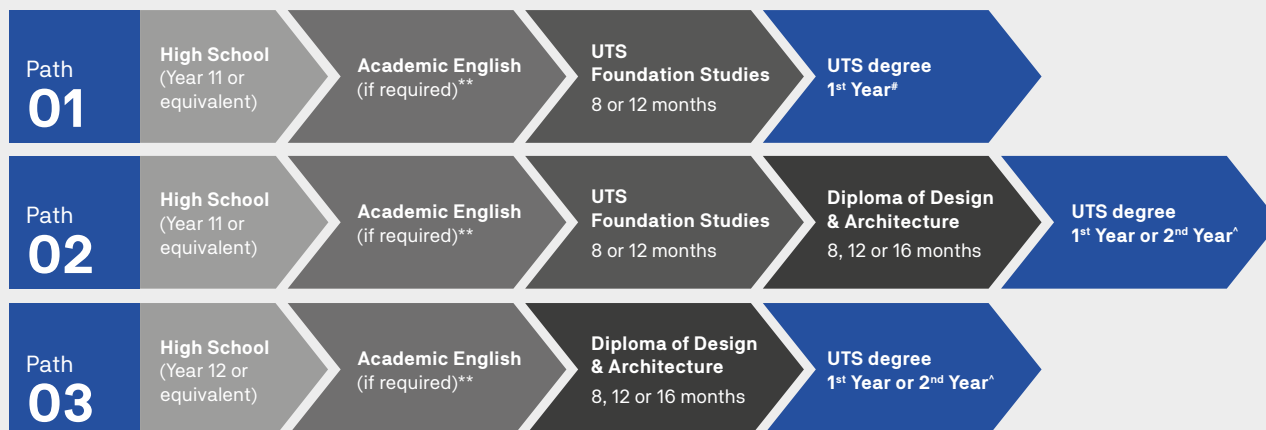 Path
01
High School
(Year 11 or
equivalent)
Academic English
(if required)**
UTS
Foundation Studies
8 or 12 months
UTS degree
1st Year#
Path
02
High School
(Year 11 or
equivalent)
Academic English
(if required)**
UTS
Foundation Studies
8 or 12 months
Diploma of Design
& Architecture
8, 12 or 16 months
UTS degree
1st Year or 2nd Year^
Path
03
High School
(Year 12 or
equivalent)
Academic English
(if required)**
Diploma of Design
& Architecture
8, 12 or 16 months
UTS degree
1st Year or 2nd Year^